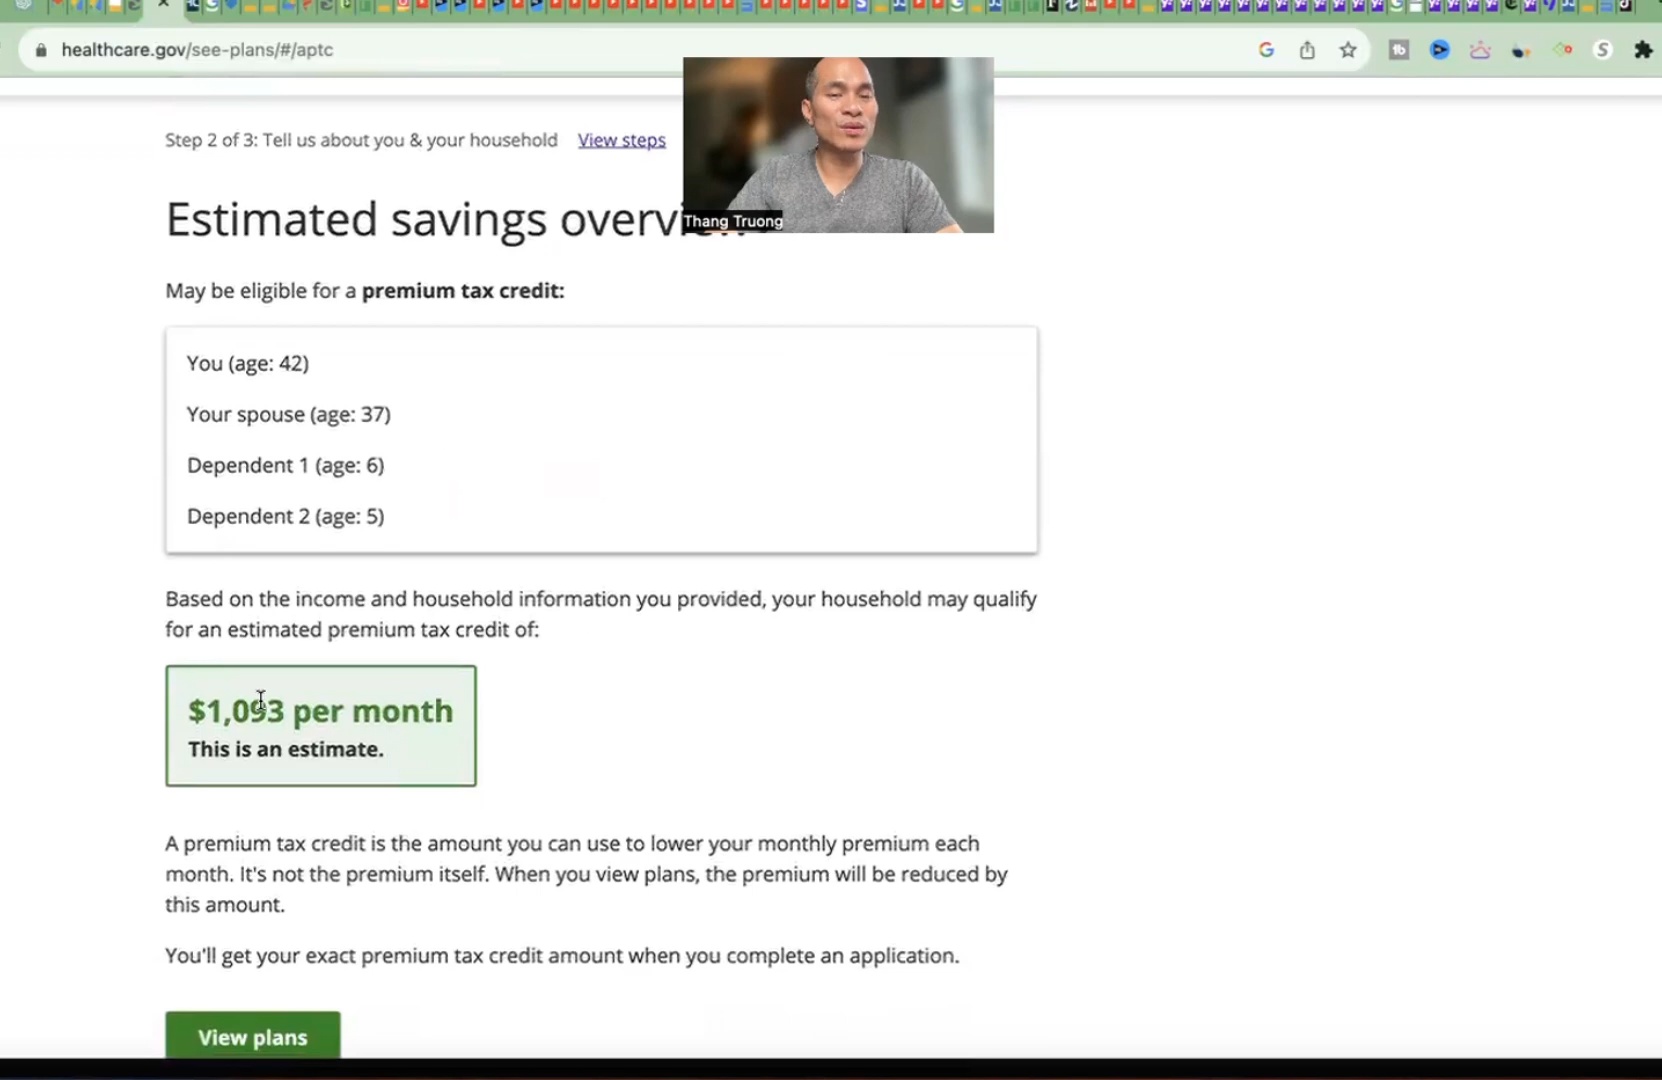 healthcare.gov/see-plans/#/aptc
Step 2 of 3: Tell us about you & your household View steps
Thang Truong
Estimated savings
May be eligible for a premium tax credit:
You (age: 42)
Your spouse (age: 37)
Dependent 1 (age: 6)
Dependent 2 (age: 5)
Based on the income and household information you provided, your household may qualify
for an estimated premium tax credit of:
$1,093 per month
This is an estimate.
A premium tax credit is the amount you can use to lower your monthly premium each
month. It's not the premium itself. When you view plans, the premium will be reduced by
this amount.
You'll get your exact premium tax credit amount when you complete an application.
View plans